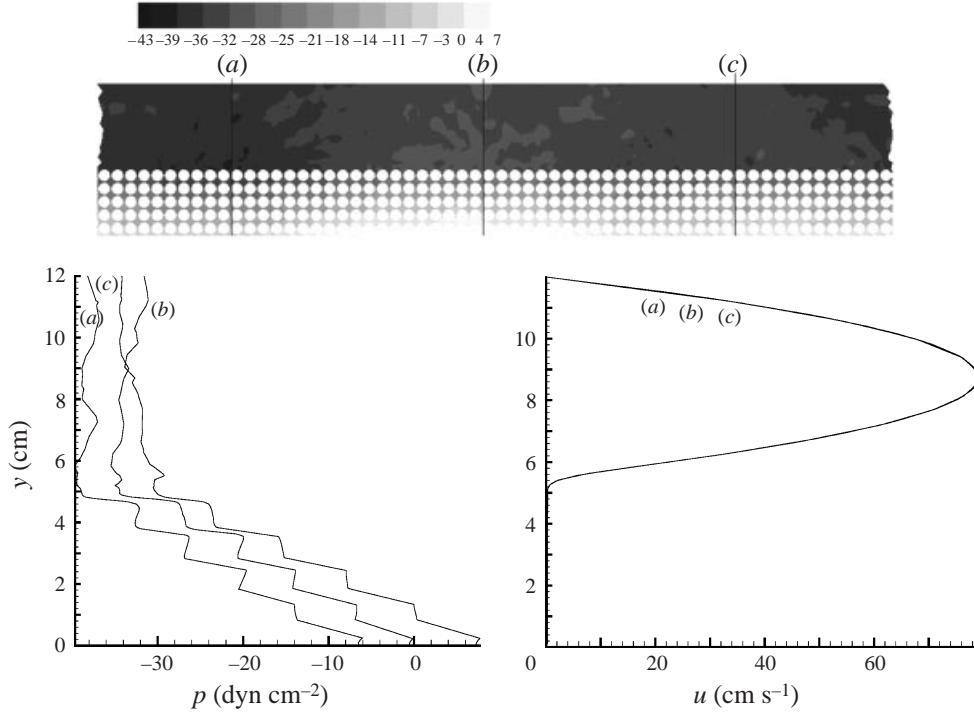 –43 –39 –36 –32 –28 –25 –21 –18 –14 –11 –7 –3 0 4 7
(a) (b) (c)
12
10
8
6
4
2
0
y (cm)
(c)
(a) (b)
–30 –20 –10 0
p (dyn cm–2)
12
10
8
6
4
2
0
(a) (b) (c)
0 20 40 60
u (cm s–1)